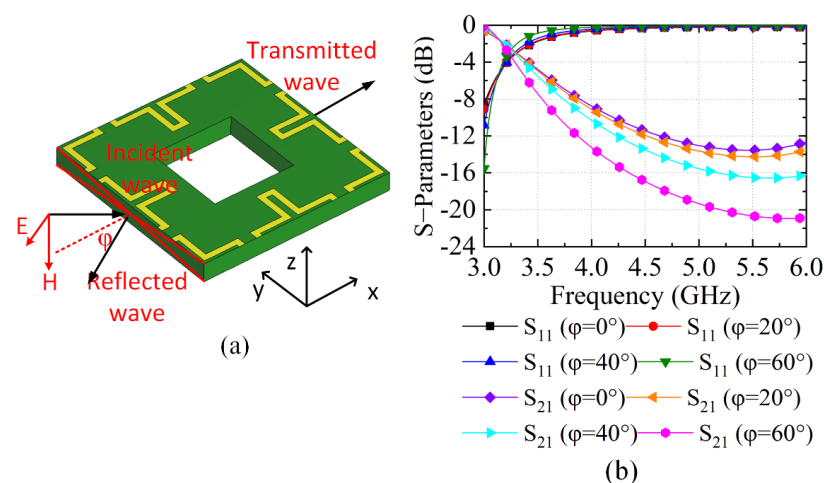 Transmitted
wave
Incident
wave
E
φ
H
Reflected
wave
z
y
x
(a)
(b)
S−Parameters (dB)
0
-4
-8
-12
-16
-20
-24
3.0 3.5 4.0 4.5 5.0 5.5 6.0
Frequency (GHz)
S11 (φ=0°) S11 (φ=20°)
S11 (φ=40°) S11 (φ=60°)
S21 (φ=0°) S21 (φ=20°)
S21 (φ=40°) S21 (φ=60°)
(b)